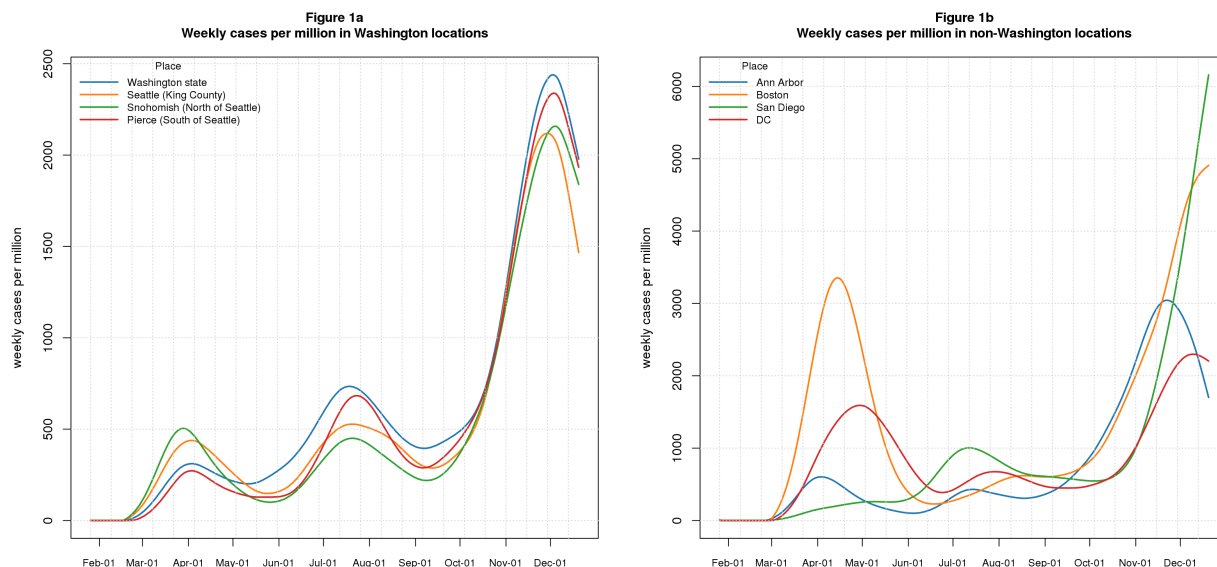 Figure 1a
Weekly cases per million in Washington locations
Place
Washington state
Seattle (King County)
Snohomish (North of Seattle)
Pierce (South of Seattle)
weekly cases per million
2500
2000
1500
1000
500
0
Feb-01 Mar-01 Apr-01 May-01 Jun-01 Jul-01 Aug-01 Sep-01 Oct-01 Nov-01 Dec-01
Figure 1b
Weekly cases per million in non-Washington locations
Place
Ann Arbor
Boston
San Diego
DC
weekly cases per million
6000
5000
4000
3000
2000
1000
0
Feb-01 Mar-01 Apr-01 May-01 Jun-01 Jul-01 Aug-01 Sep-01 Oct-01 Nov-01 Dec-01